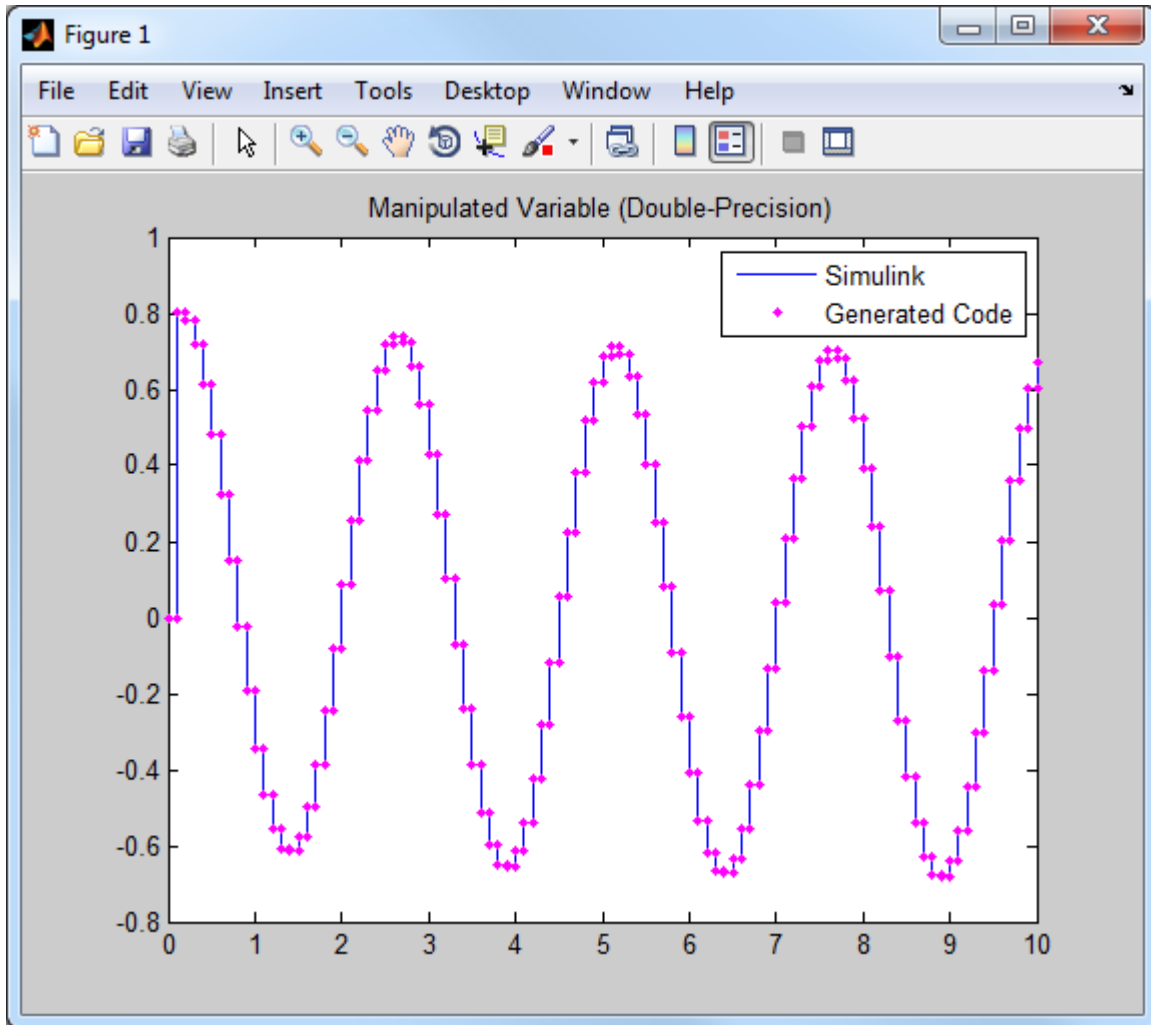 Figure 1
File Edit View Insert Tools Desktop Window Help
Manipulated Variable (Double-Precision)
Simulink
Generated Code
1
0.8
0.6
0.4
0.2
0
-0.2
-0.4
-0.6
-0.8
0 1 2 3 4 5 6 7 8 9 10